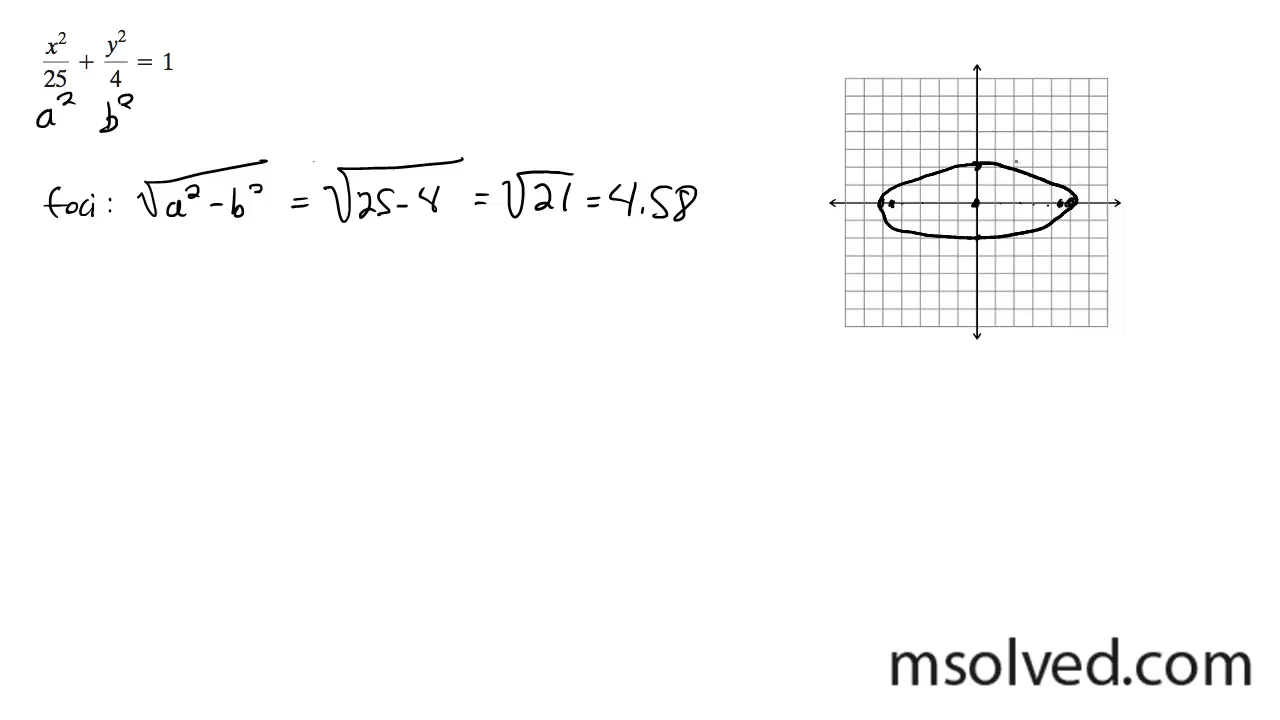 x²/25 + y²/4 = 1
a² b²
foci: √(a² - b²) = √(25 - 4) = √21 = 4.58
msolved.com